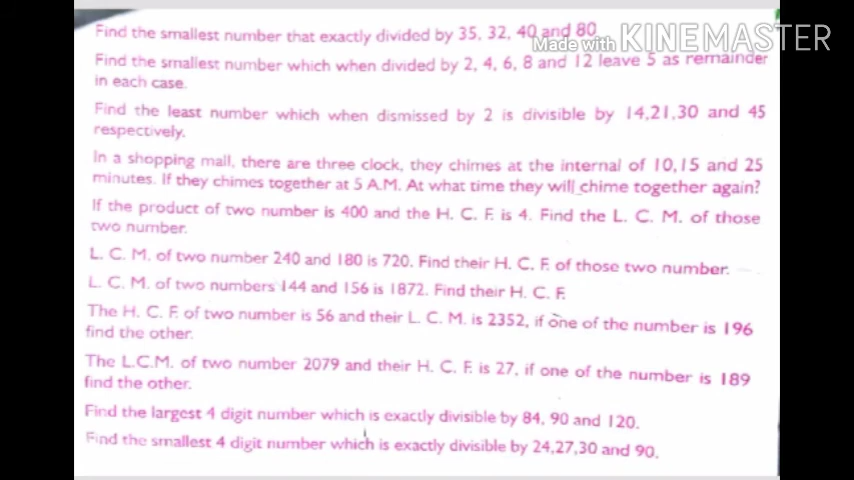 Find the smallest number that exactly divided by 35, 32, 40 and 80
Made with KINEMASTER
Find the smallest number which when divided by 2, 4, 6, 8 and 12 leave 5 as remainder
in each case.
Find the least number which when dismissed by 2 is divisible by 14,21,30 and 45
respectively.
In a shopping mall, there are three clock, they chimes at the internal of 10,15 and 25
minutes. If they chimes together at 5 A.M. At what time they will chime together again?
If the product of two number is 400 and the H. C. F. is 4. Find the L. C. M. of those
two number.
L. C. M. of two number 240 and 180 is 720. Find their H. C. F. of those two number.
L. C. M. of two numbers 144 and 156 is 1872. Find their H. C. F.
The H. C. F. of two number is 56 and their L. C. M. is 2352, if one of the number is 196
find the other.
The L.C.M. of two number 2079 and their H. C. F. is 27, if one of the number is 189
find the other.
Find the largest 4 digit number which is exactly divisible by 84, 90 and 120.
Find the smallest 4 digit number which is exactly divisible by 24,27,30 and 90.